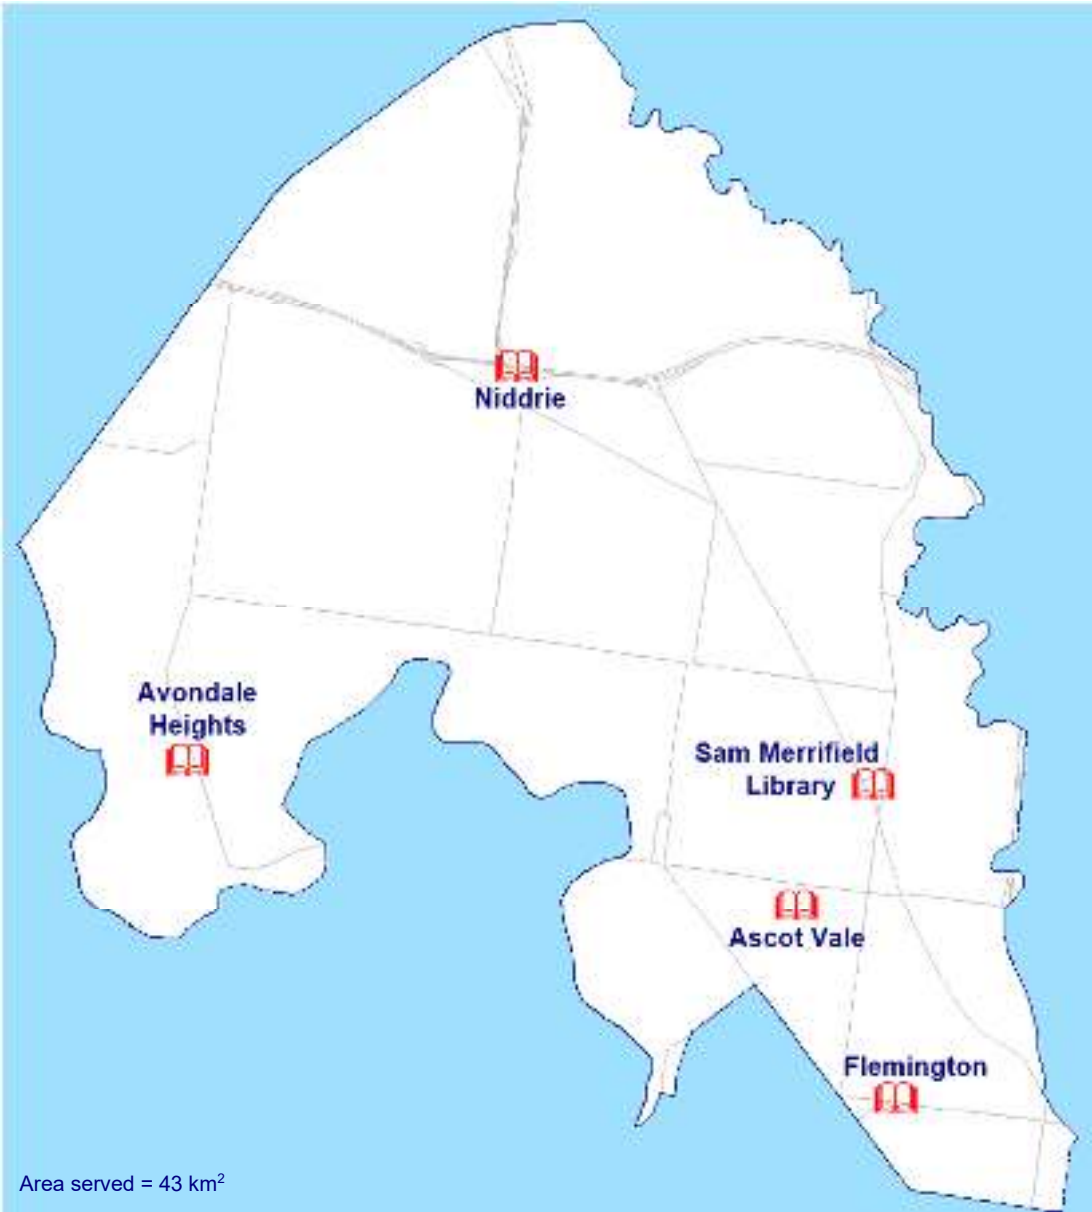 Niddrie
Avondale
Heights
Sam Merrifield
Library
Ascot Vale
Flemington
Area served = 43 km²